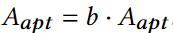 A_apt = b · A_apt.